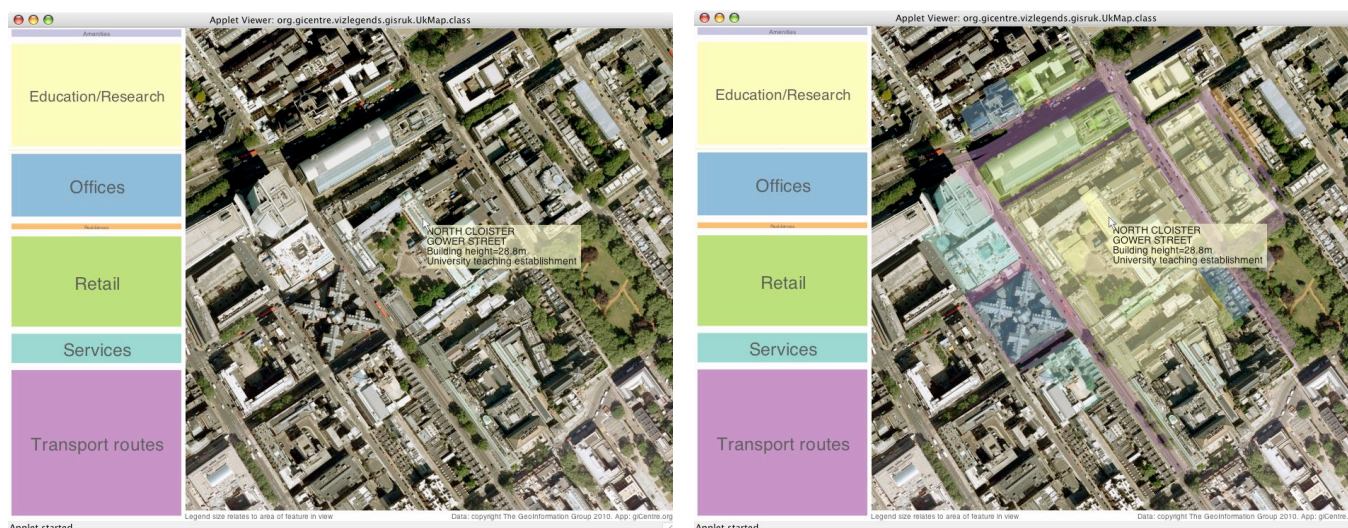 Applet Viewer: org.gicentre.vizlegends.gisruk.UkMap.class
Amenities
Education/Research
Offices
Residences
Retail
Services
Transport routes
NORTH CLOISTER
GOWER STREET
Building height=28.8m
University teaching establishment
Legend size relates to area of feature in view
Data: copyright The GeoInformation Group 2010. App: giCentre.org
Applet started.
Applet Viewer: org.gicentre.vizlegends.gisruk.UkMap.class
Amenities
Education/Research
Offices
Residences
Retail
Services
Transport routes
NORTH CLOISTER
GOWER STREET
Building height=28.8m
University teaching establishment
Legend size relates to area of feature in view
Data: copyright The GeoInformation Group 2010. App: giCentre.
Applet started.